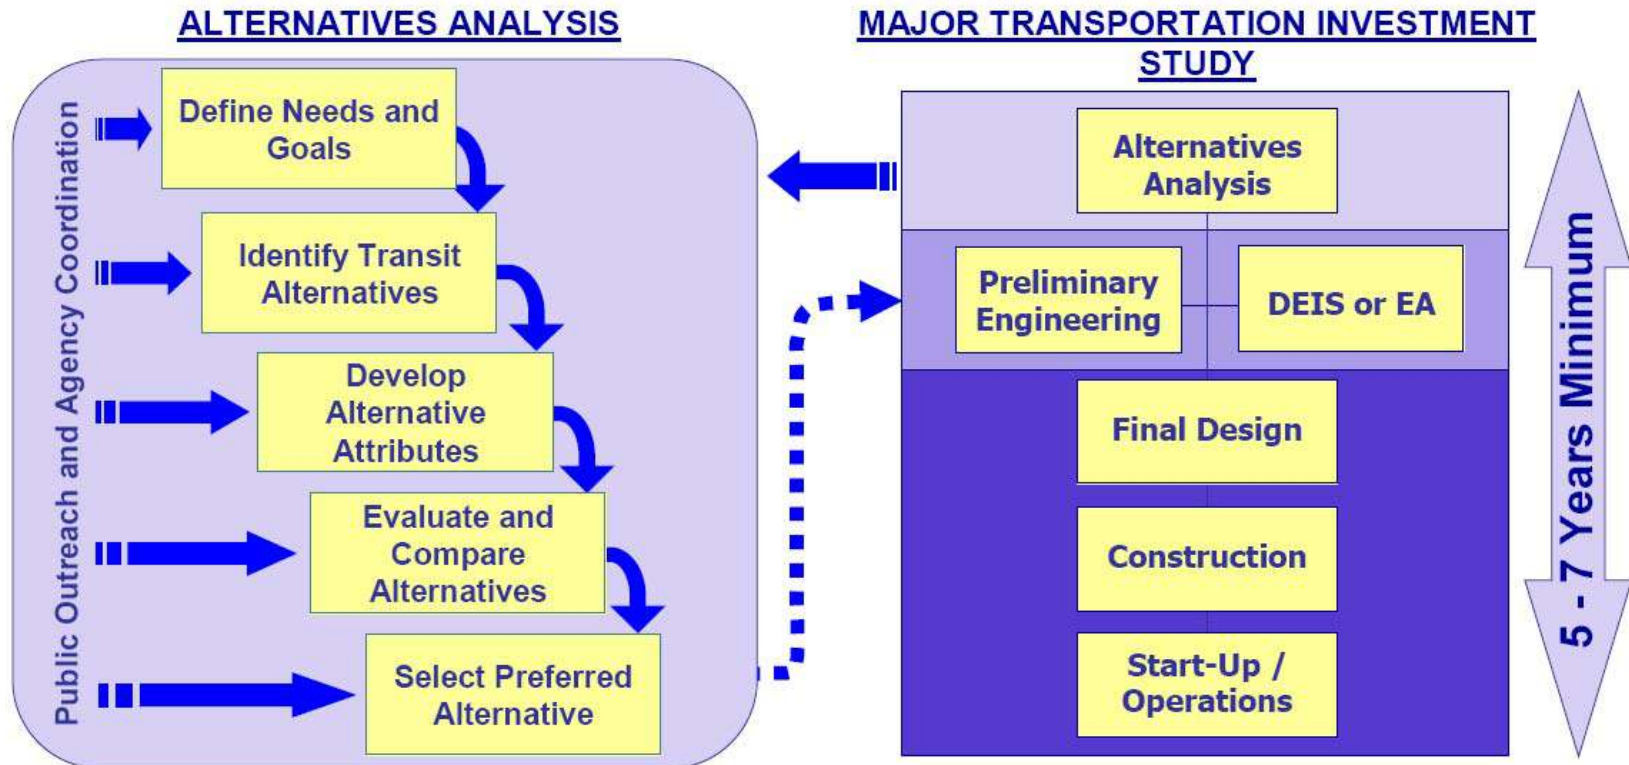 ALTERNATIVES ANALYSIS
Public Outreach and Agency Coordination
Define Needs and
Goals
Identify Transit
Alternatives
Develop
Alternative
Attributes
Evaluate and
Compare
Alternatives
Select Preferred
Alternative
MAJOR TRANSPORTATION INVESTMENT
STUDY
Alternatives
Analysis
Preliminary
Engineering
DEIS or EA
Final Design
Construction
Start-Up /
Operations
5 - 7 Years Minimum